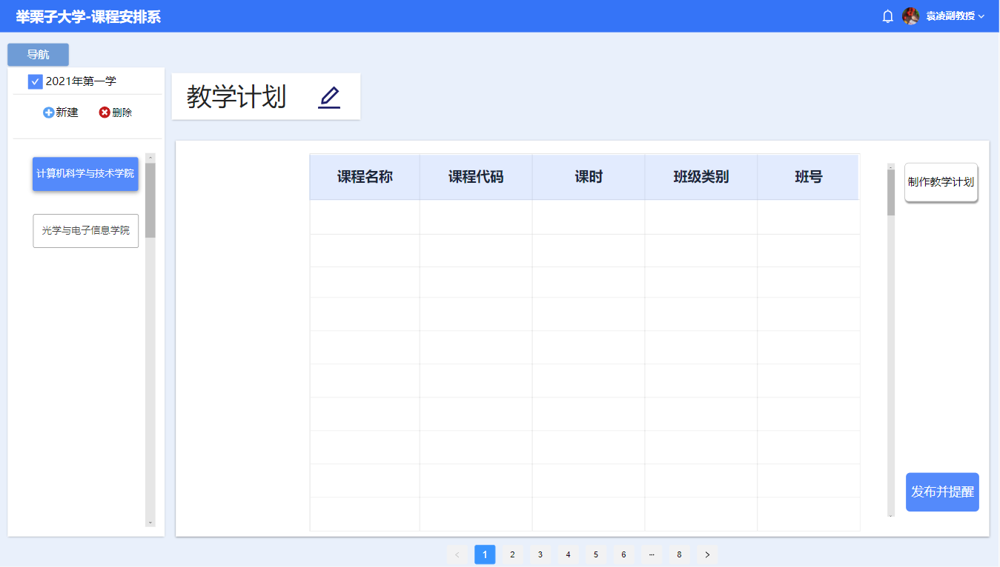 举栗子大学-课程安排系
袁凌副教授
导航
2021年第一学
新建 删除
计算机科学与技术学院
光学与电子信息学院
教学计划
课程名称 课程代码 课时 班级类别 班号
制作教学计划
发布并提醒
< 1 2 3 4 5 6 ··· 8 >